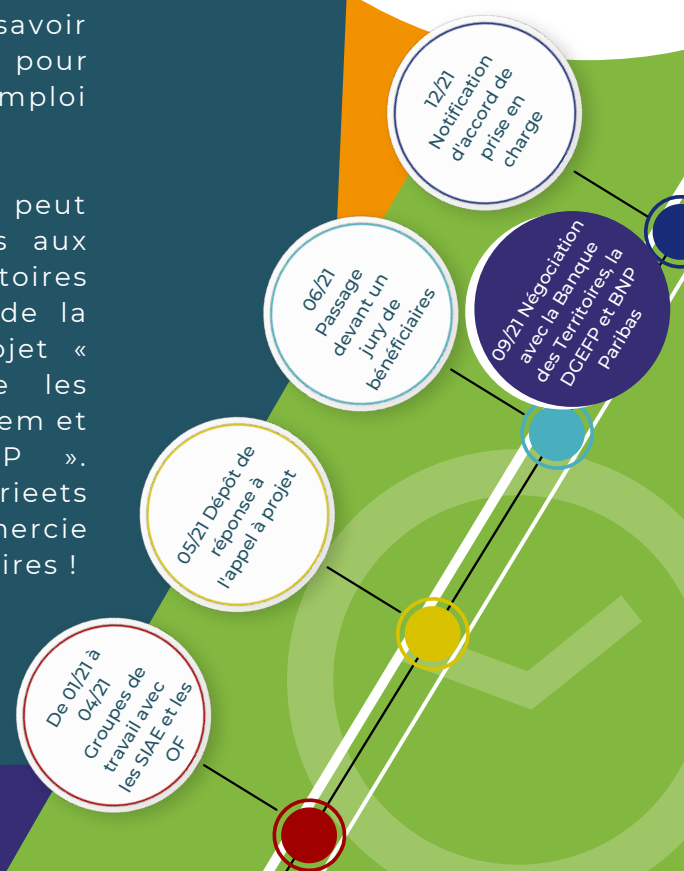 savoir
pour
mploi
peut
s aux
toires
de la
ojet «
e les
em et
P ».
rieets
nercie
ires !
12/21
Notification
d'accord de
prise en
charge
09/21 Négociation
avec la Banque
des Territoires, la
DGEFP et BNP
Paribas
06/21
Passage
devant un
jury de
bénéficiaires
05/21 Dépôt de
réponse à
l'appel à projet
De 01/21 à
04/21
Groupes de
travail avec
les SIAE et les
OF